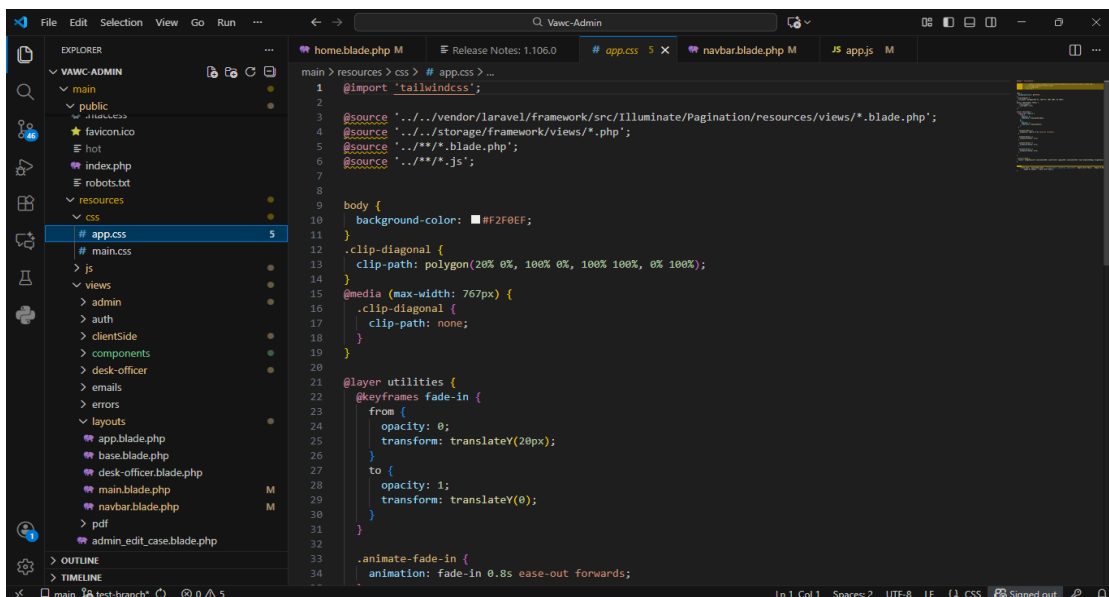 File Edit Selection View Go Run ··· Vawc-Admin
EXPLORER ···
VAWC-ADMIN
main
public
.htaccess
favicon.ico
hot
index.php
robots.txt
resources
css
# app.css 5
# main.css
js
views
admin
auth
clientSide
components
desk-officer
emails
errors
layouts
app.blade.php
base.blade.php
desk-officer.blade.php
main.blade.php M
navbar.blade.php M
pdf
admin_edit_case.blade.php
OUTLINE
TIMELINE
46
1
home.blade.php M Release Notes: 1.106.0 # app.css 5 navbar.blade.php M JS app.js M
main > resources > css > # app.css > ...
1 @import 'tailwindcss';
2
3 @source '../../vendor/laravel/framework/src/Illuminate/Pagination/resources/views/*.blade.php';
4 @source '../../storage/framework/views/*.php';
5 @source '../**/*.blade.php';
6 @source '../**/*.js';
7
8
9 body {
10 background-color: #F2F0EF;
11 }
12 .clip-diagonal {
13 clip-path: polygon(20% 0%, 100% 0%, 100% 100%, 0% 100%);
14 }
15 @media (max-width: 767px) {
16 .clip-diagonal {
17 clip-path: none;
18 }
19 }
20
21 @layer utilities {
22 @keyframes fade-in {
23 from {
24 opacity: 0;
25 transform: translateY(20px);
26 }
27 to {
28 opacity: 1;
29 transform: translateY(0);
30 }
31 }
32
33 .animate-fade-in {
34 animation: fade-in 0.8s ease-out forwards;
main test-branch* 0 5 Ln 1, Col 1 Spaces: 2 UTF-8 LF CSS Signed out